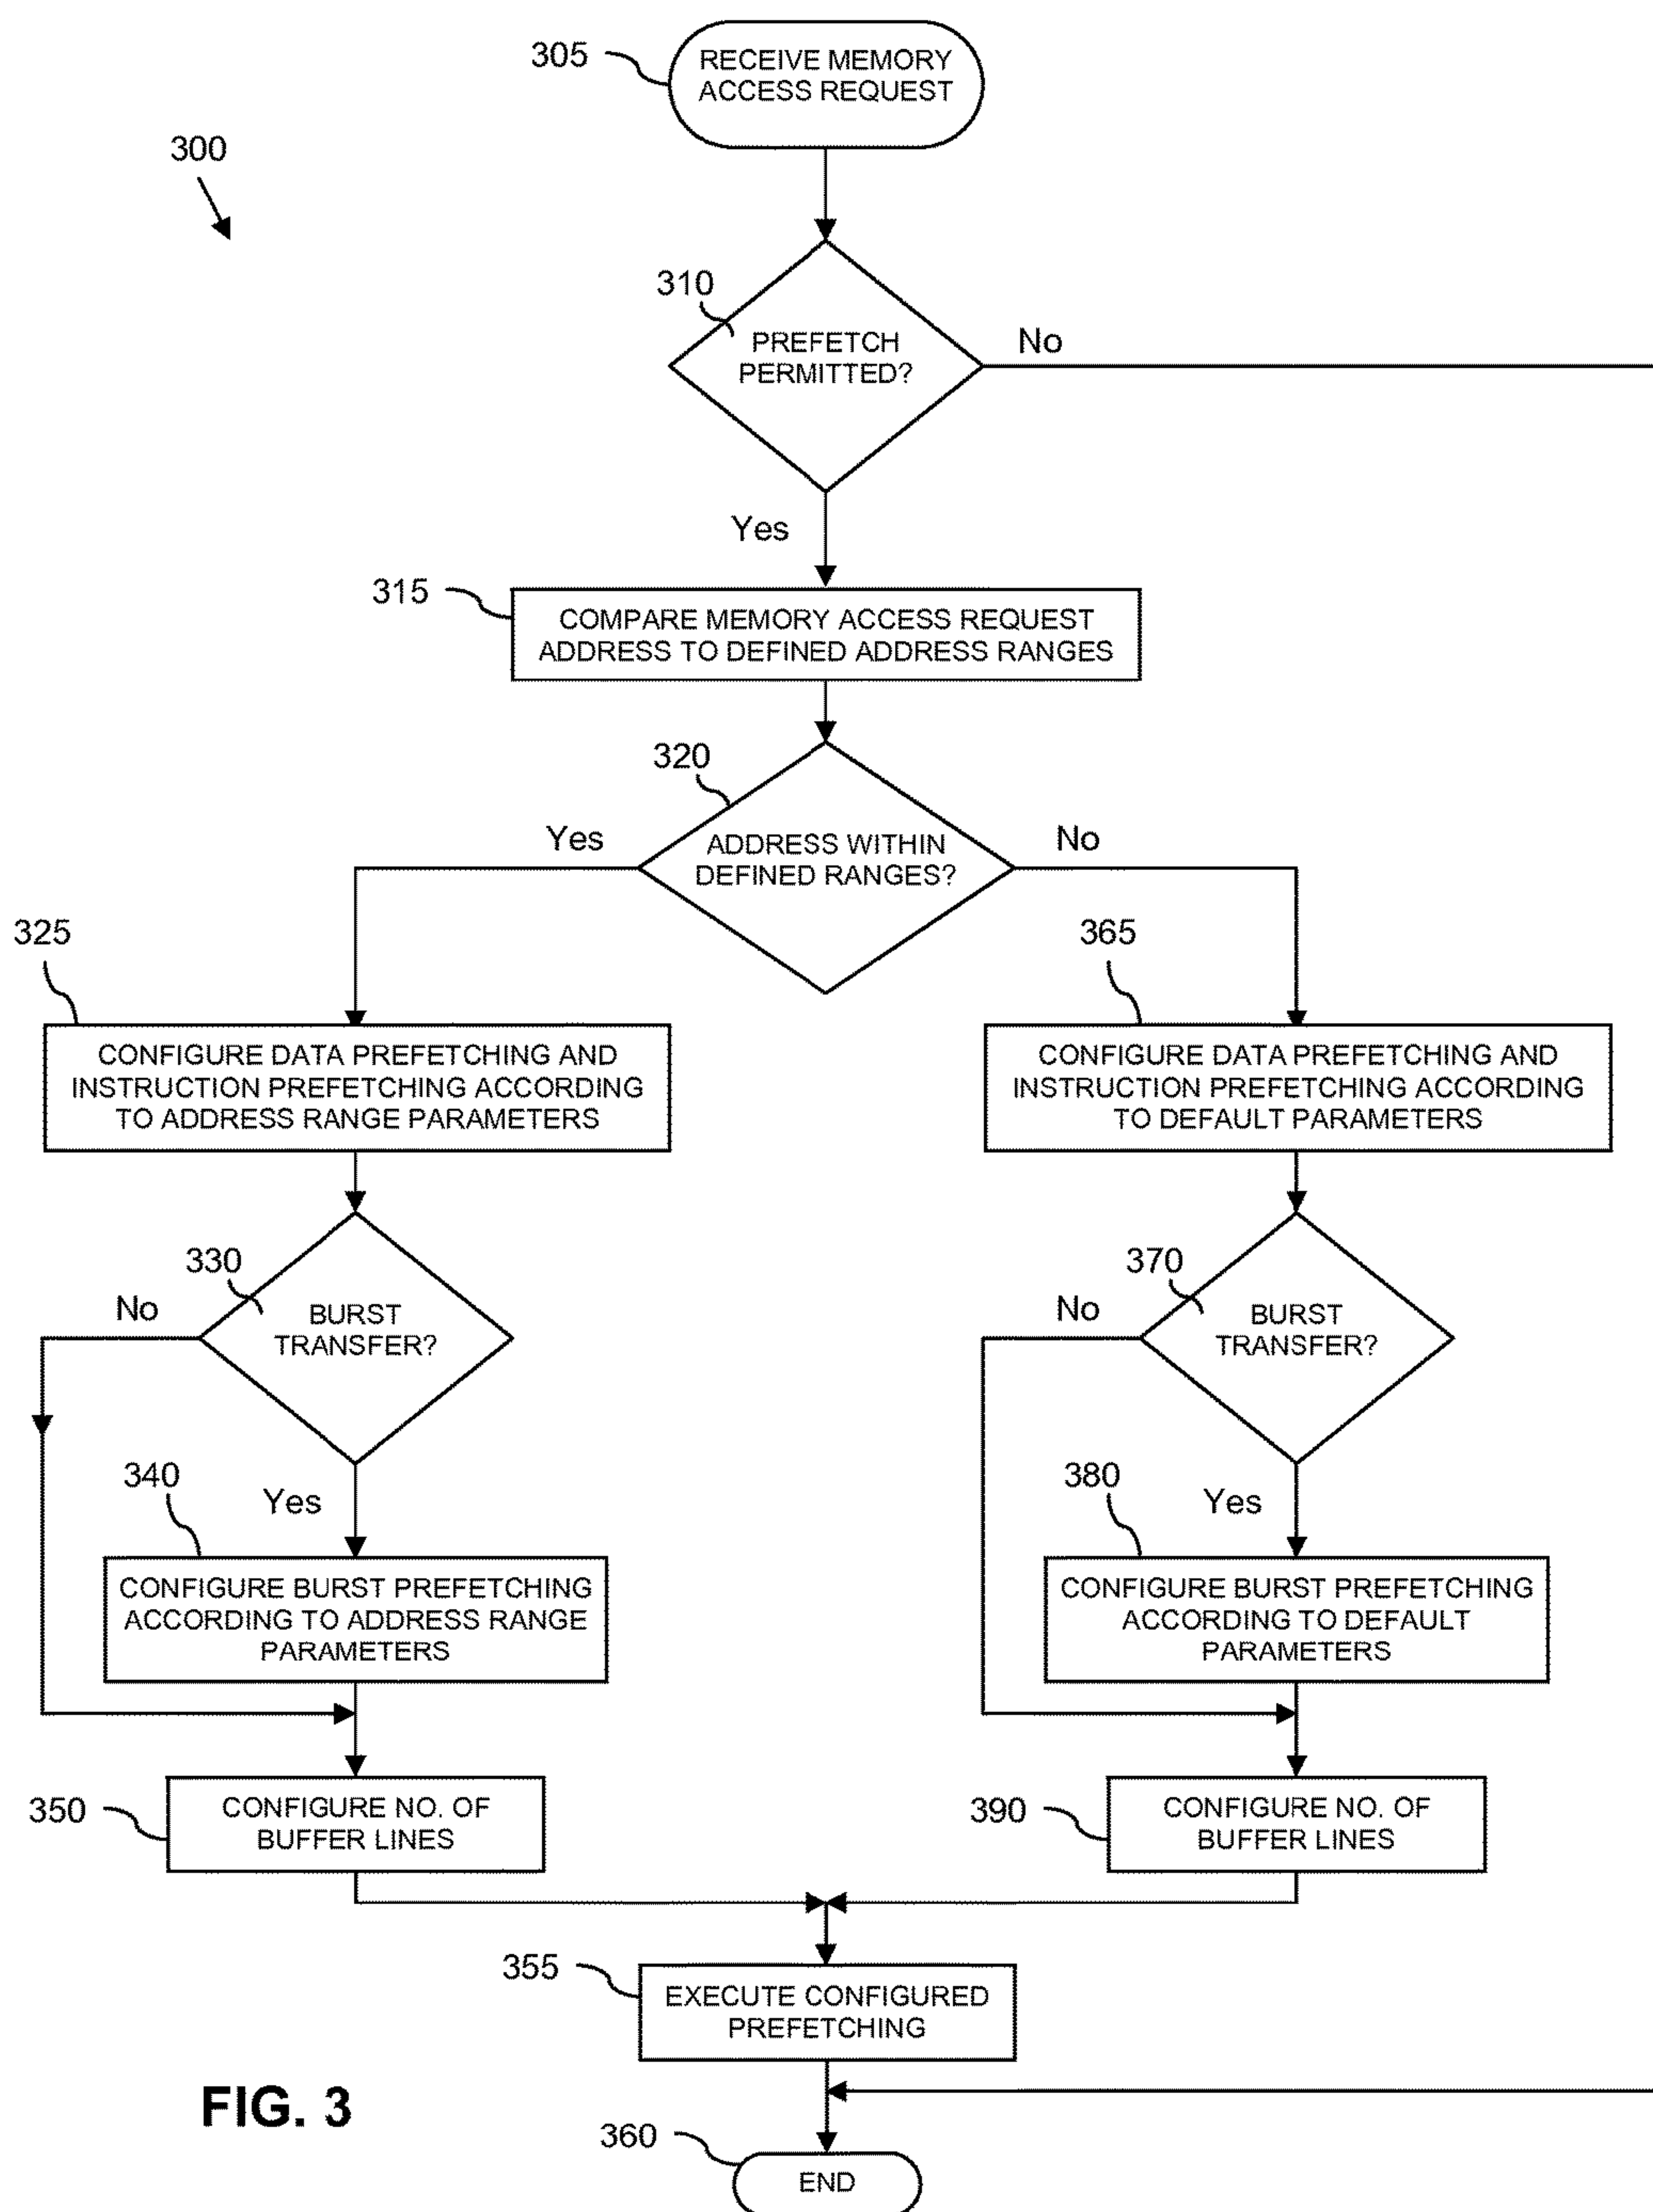 305
RECEIVE MEMORY
ACCESS REQUEST
300
310
PREFETCH
PERMITTED?
No
Yes
315
COMPARE MEMORY ACCESS REQUEST
ADDRESS TO DEFINED ADDRESS RANGES
320
ADDRESS WITHIN
DEFINED RANGES?
Yes
No
325
CONFIGURE DATA PREFETCHING AND
INSTRUCTION PREFETCHING ACCORDING
TO ADDRESS RANGE PARAMETERS
365
CONFIGURE DATA PREFETCHING AND
INSTRUCTION PREFETCHING ACCORDING
TO DEFAULT PARAMETERS
330
BURST
TRANSFER?
No
Yes
370
BURST
TRANSFER?
No
Yes
340
CONFIGURE BURST PREFETCHING
ACCORDING TO ADDRESS RANGE
PARAMETERS
380
CONFIGURE BURST PREFETCHING
ACCORDING TO DEFAULT
PARAMETERS
350
CONFIGURE NO. OF
BUFFER LINES
390
CONFIGURE NO. OF
BUFFER LINES
355
EXECUTE CONFIGURED
PREFETCHING
FIG. 3
360
END